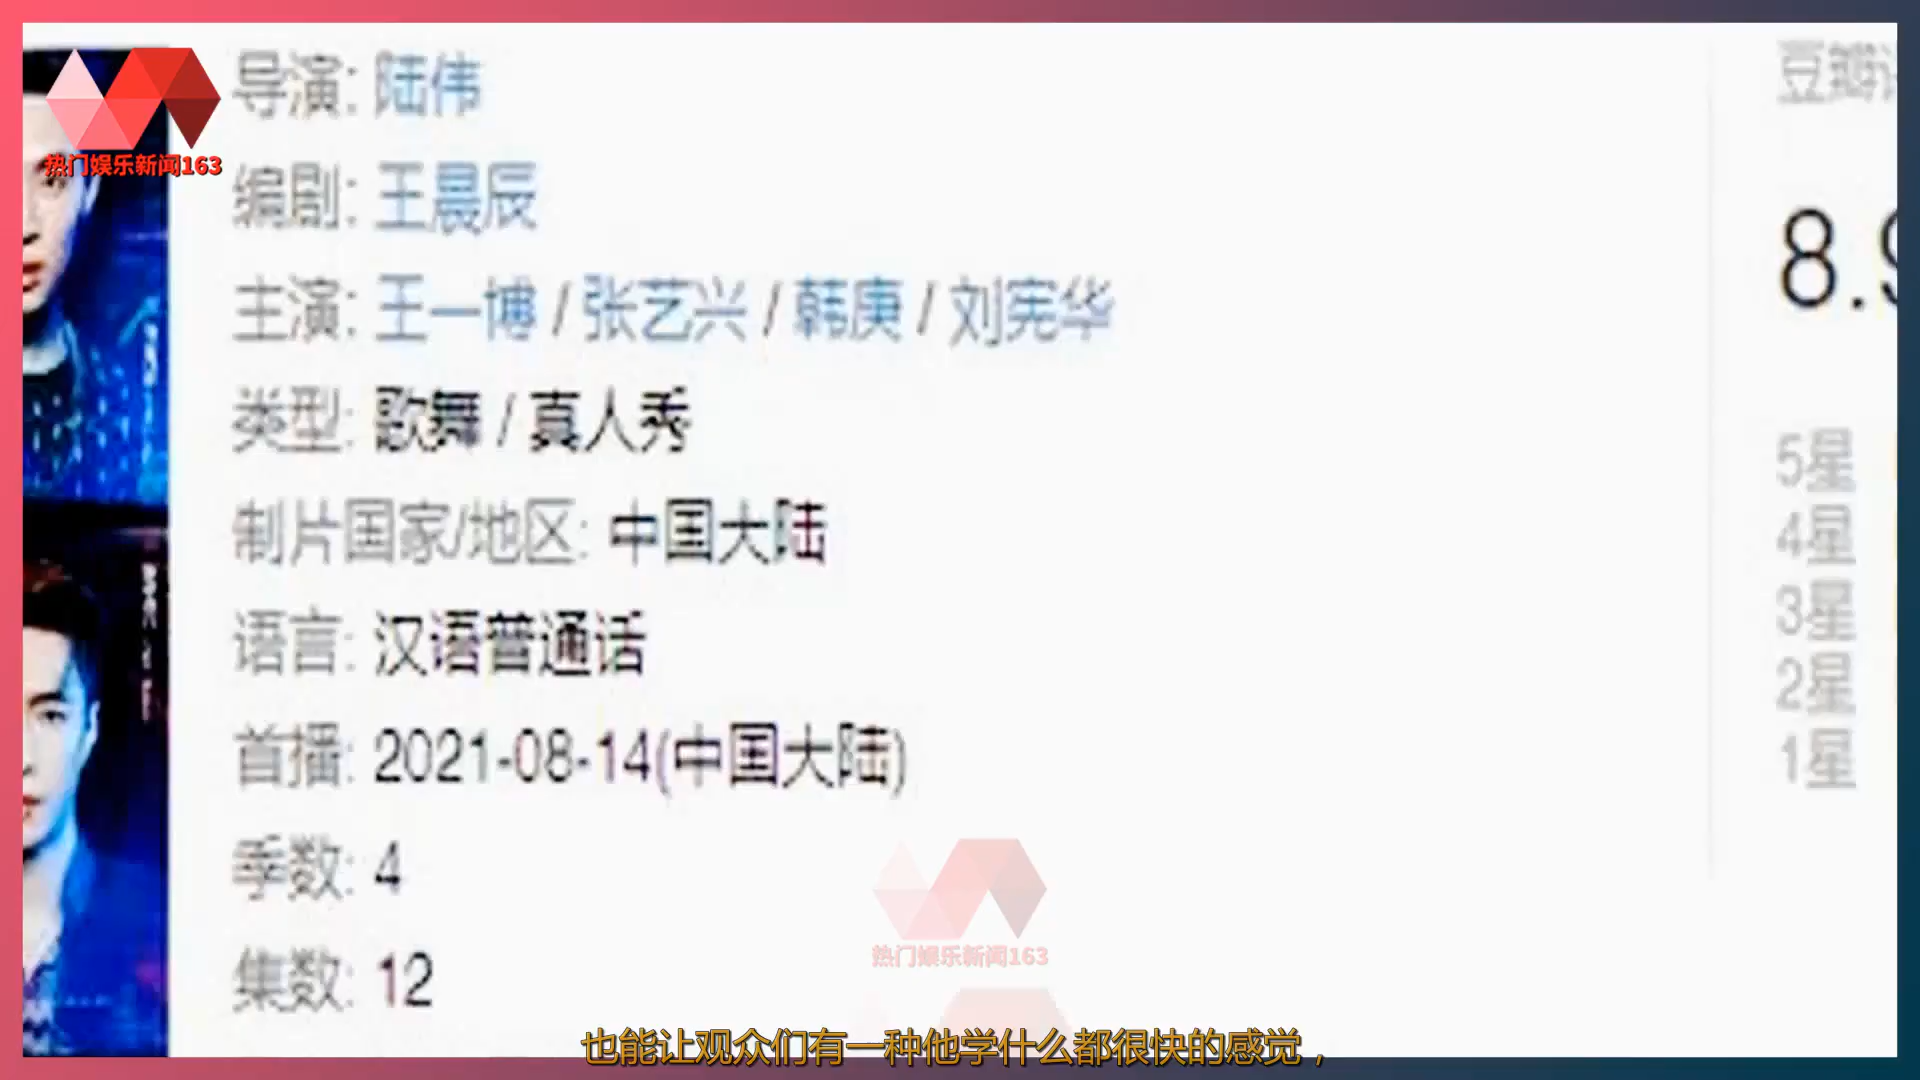 热门娱乐新闻163
导演: 陆伟
编剧: 王晨辰
主演: 王一博 / 张艺兴 / 韩庚 / 刘宪华
类型: 歌舞 / 真人秀
制片国家/地区: 中国大陆
语言: 汉语普通话
首播: 2021-08-14(中国大陆)
季数: 4
集数: 12
豆瓣
8.9
5星
4星
3星
2星
1星
热门娱乐新闻163
也能让观众们有一种他学什么都很快的感觉，